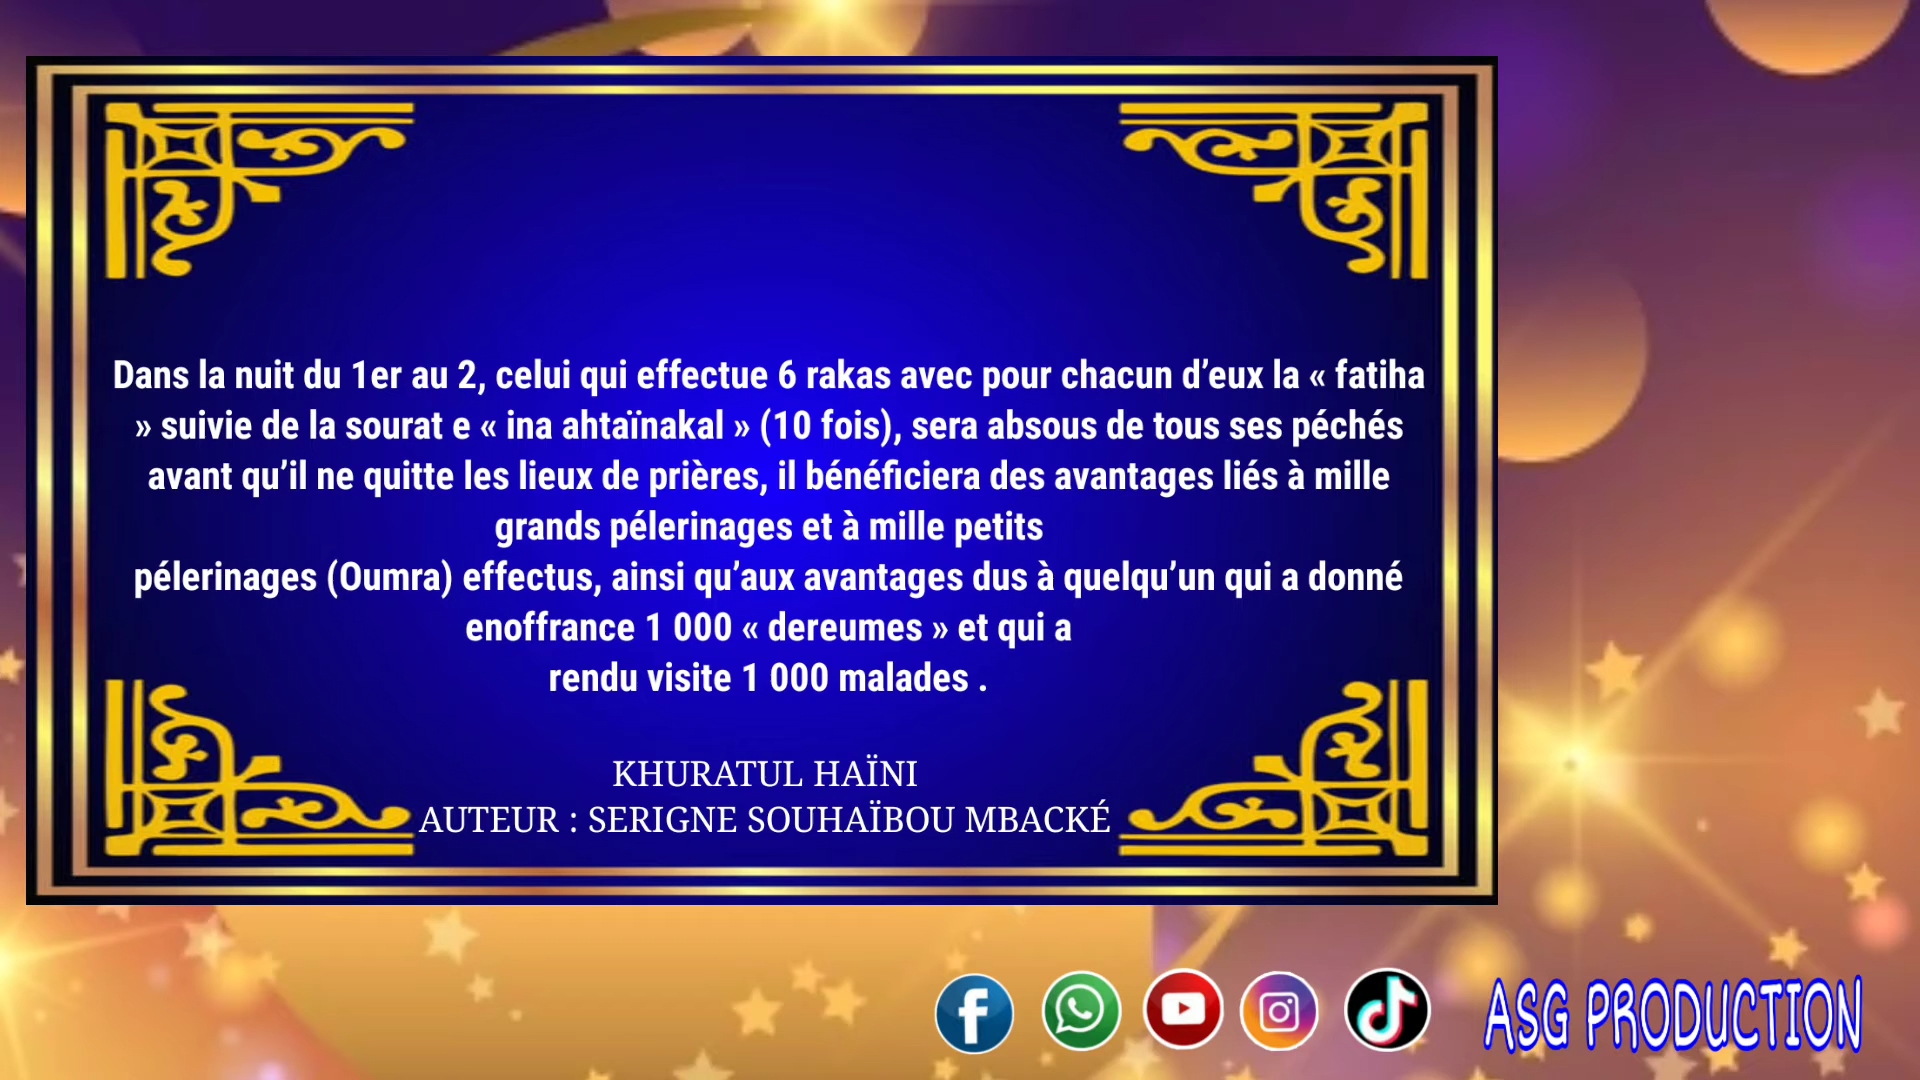 Dans la nuit du 1er au 2, celui qui effectue 6 rakas avec pour chacun d’eux la « fatiha
» suivie de la sourat e « ina ahtaïnakal » (10 fois), sera absous de tous ses péchés
avant qu’il ne quitte les lieux de prières, il bénéficiera des avantages liés à mille
grands pélerinages et à mille petits
pélerinages (Oumra) effectus, ainsi qu’aux avantages dus à quelqu’un qui a donné
enoffrance 1 000 « dereumes » et qui a
rendu visite 1 000 malades .
KHURATUL HAÏNI
AUTEUR : SERIGNE SOUHAÏBOU MBACKÉ
ASG PRODUCTION